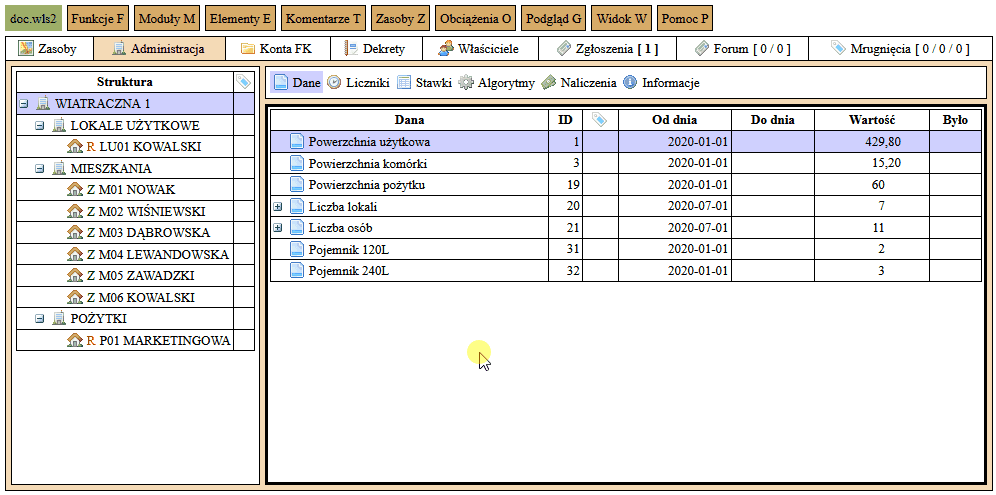 doc.wls2 Funkcje F Moduły M Elementy E Komentarze T Zasoby Z Obciążenia O Podgląd G Widok W Pomoc P
Zasoby Administracja Konta FK Dekrety Właściciele Zgłoszenia [ 1 ] Forum [ 0 / 0 ] Mrugnięcia [ 0 / 0 / 0 ]
Struktura
WIATRACZNA 1
LOKALE UŻYTKOWE
R LU01 KOWALSKI
MIESZKANIA
Z M01 NOWAK
Z M02 WIŚNIEWSKI
Z M03 DĄBROWSKA
Z M04 LEWANDOWSKA
Z M05 ZAWADZKI
Z M06 KOWALSKI
POŻYTKI
R P01 MARKETINGOWA
Dane Liczniki Stawki Algorytmy Naliczenia Informacje
Dana ID Od dnia Do dnia Wartość Było
Powerzchnia użytkowa 1 2020-01-01 429,80
Powierzchnia komórki 3 2020-01-01 15,20
Powierzchnia pożytku 19 2020-01-01 60
Liczba lokali 20 2020-07-01 7
Liczba osób 21 2020-07-01 11
Pojemnik 120L 31 2020-01-01 2
Pojemnik 240L 32 2020-01-01 3